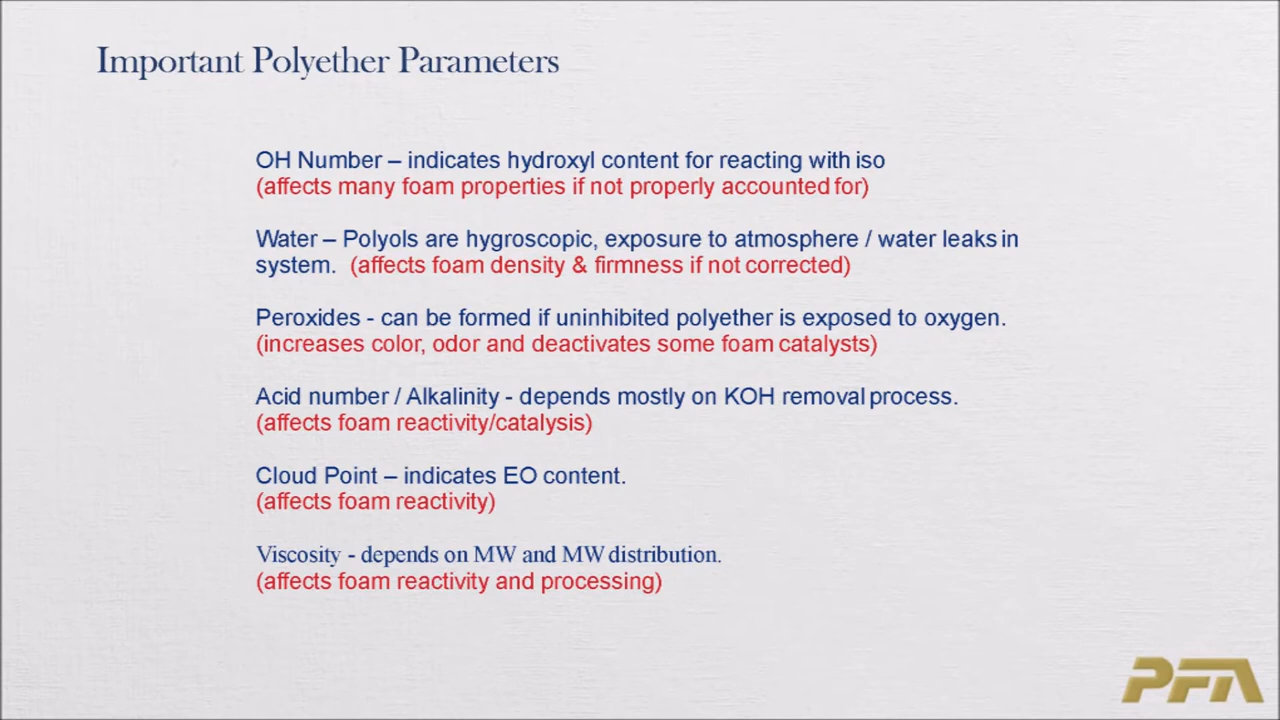 Important Polyether Parameters
OH Number – indicates hydroxyl content for reacting with iso
(affects many foam properties if not properly accounted for)
Water – Polyols are hygroscopic, exposure to atmosphere / water leaks in
system. (affects foam density & firmness if not corrected)
Peroxides - can be formed if uninhibited polyether is exposed to oxygen.
(increases color, odor and deactivates some foam catalysts)
Acid number / Alkalinity - depends mostly on KOH removal process.
(affects foam reactivity/catalysis)
Cloud Point – indicates EO content.
(affects foam reactivity)
Viscosity - depends on MW and MW distribution.
(affects foam reactivity and processing)
PFA